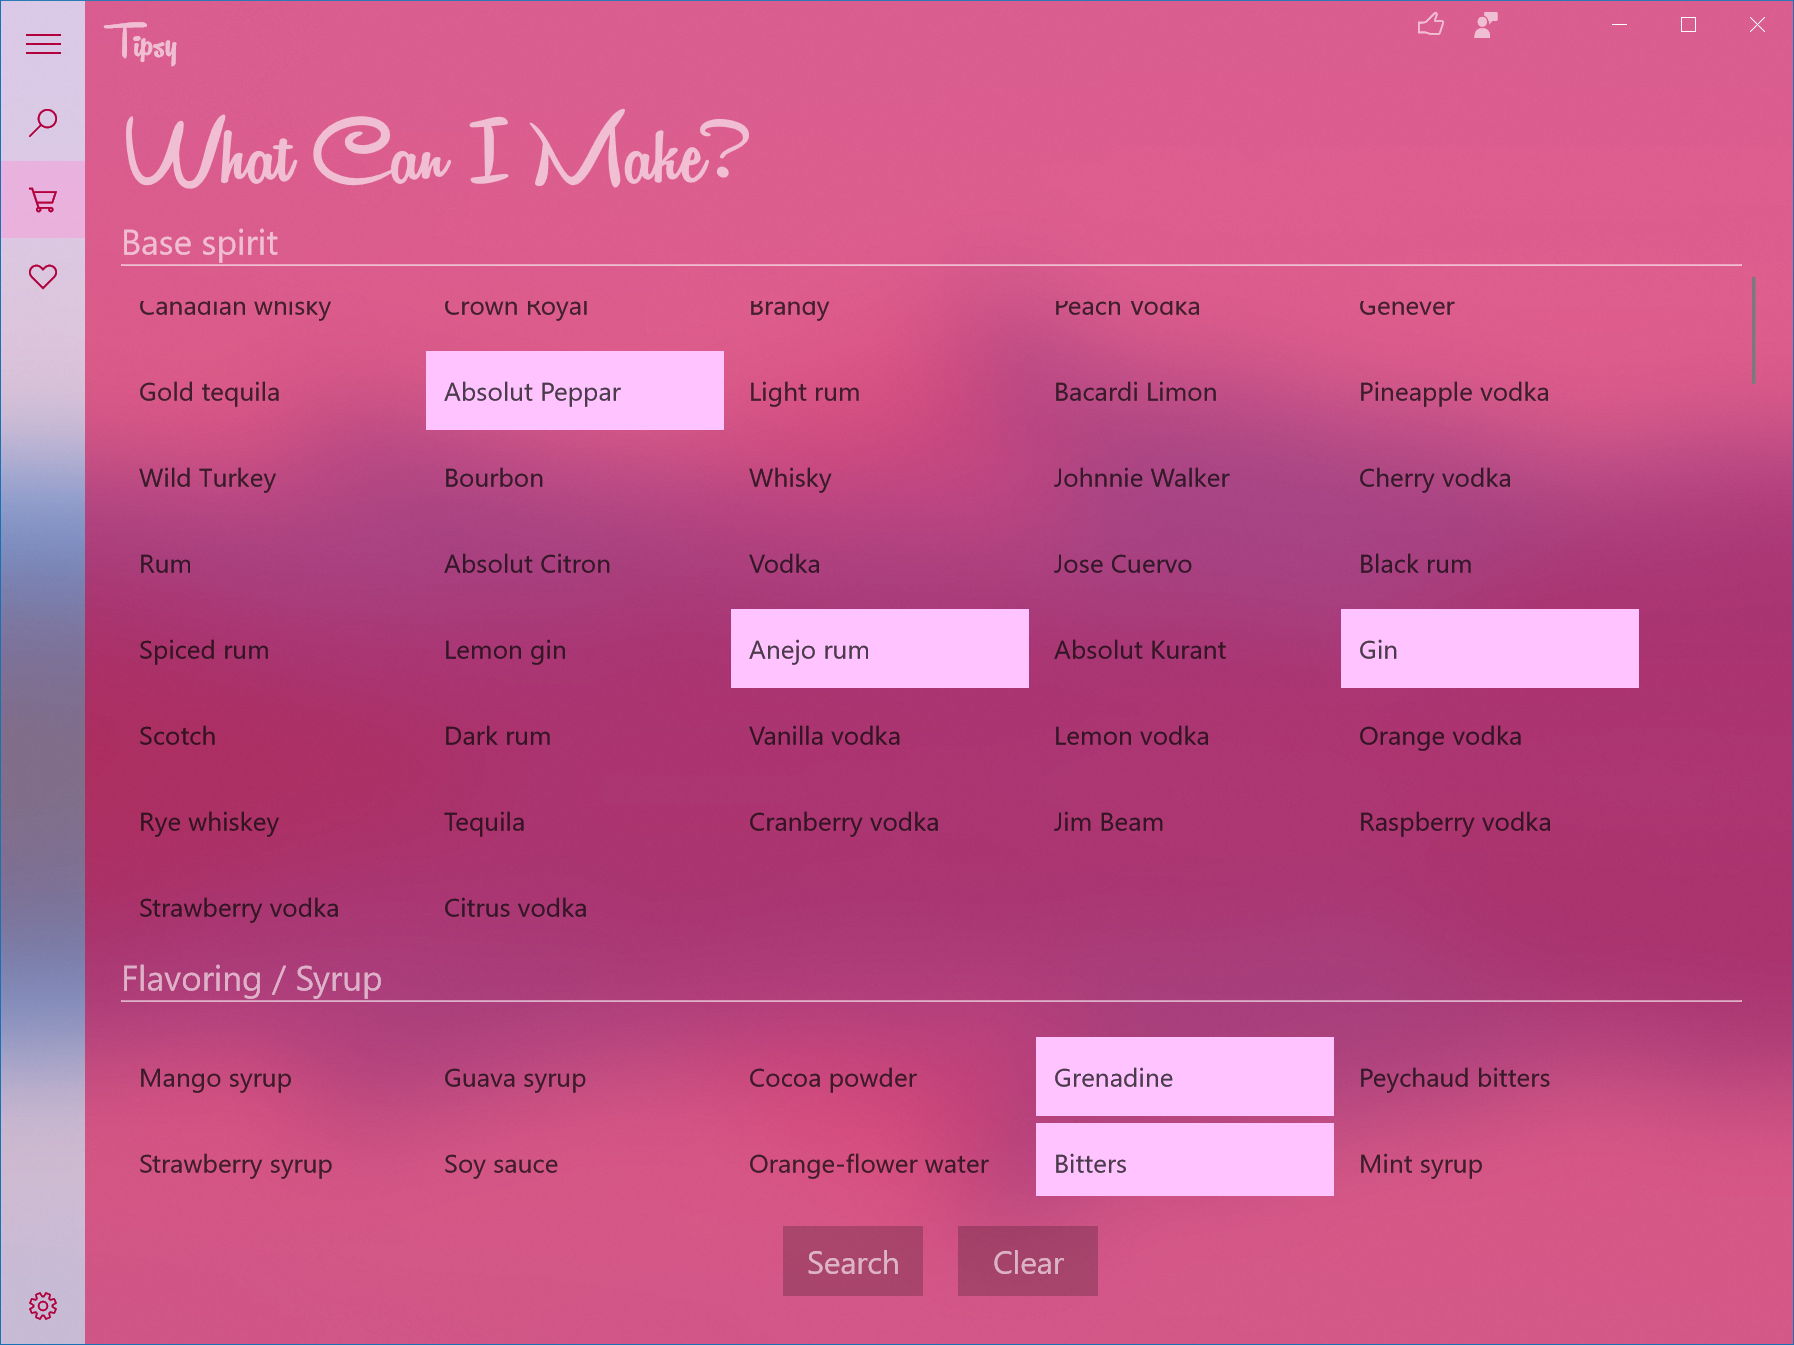 Tipsy
What Can I Make?
Base spirit
Canadian whisky Crown Royal Brandy Peach Vodka Genever
Gold tequila Absolut Peppar Light rum Bacardi Limon Pineapple vodka
Wild Turkey Bourbon Whisky Johnnie Walker Cherry vodka
Rum Absolut Citron Vodka Jose Cuervo Black rum
Spiced rum Lemon gin Anejo rum Absolut Kurant Gin
Scotch Dark rum Vanilla vodka Lemon vodka Orange vodka
Rye whiskey Tequila Cranberry vodka Jim Beam Raspberry vodka
Strawberry vodka Citrus vodka
Flavoring / Syrup
Mango syrup Guava syrup Cocoa powder Grenadine Peychaud bitters
Strawberry syrup Soy sauce Orange-flower water Bitters Mint syrup
Search Clear